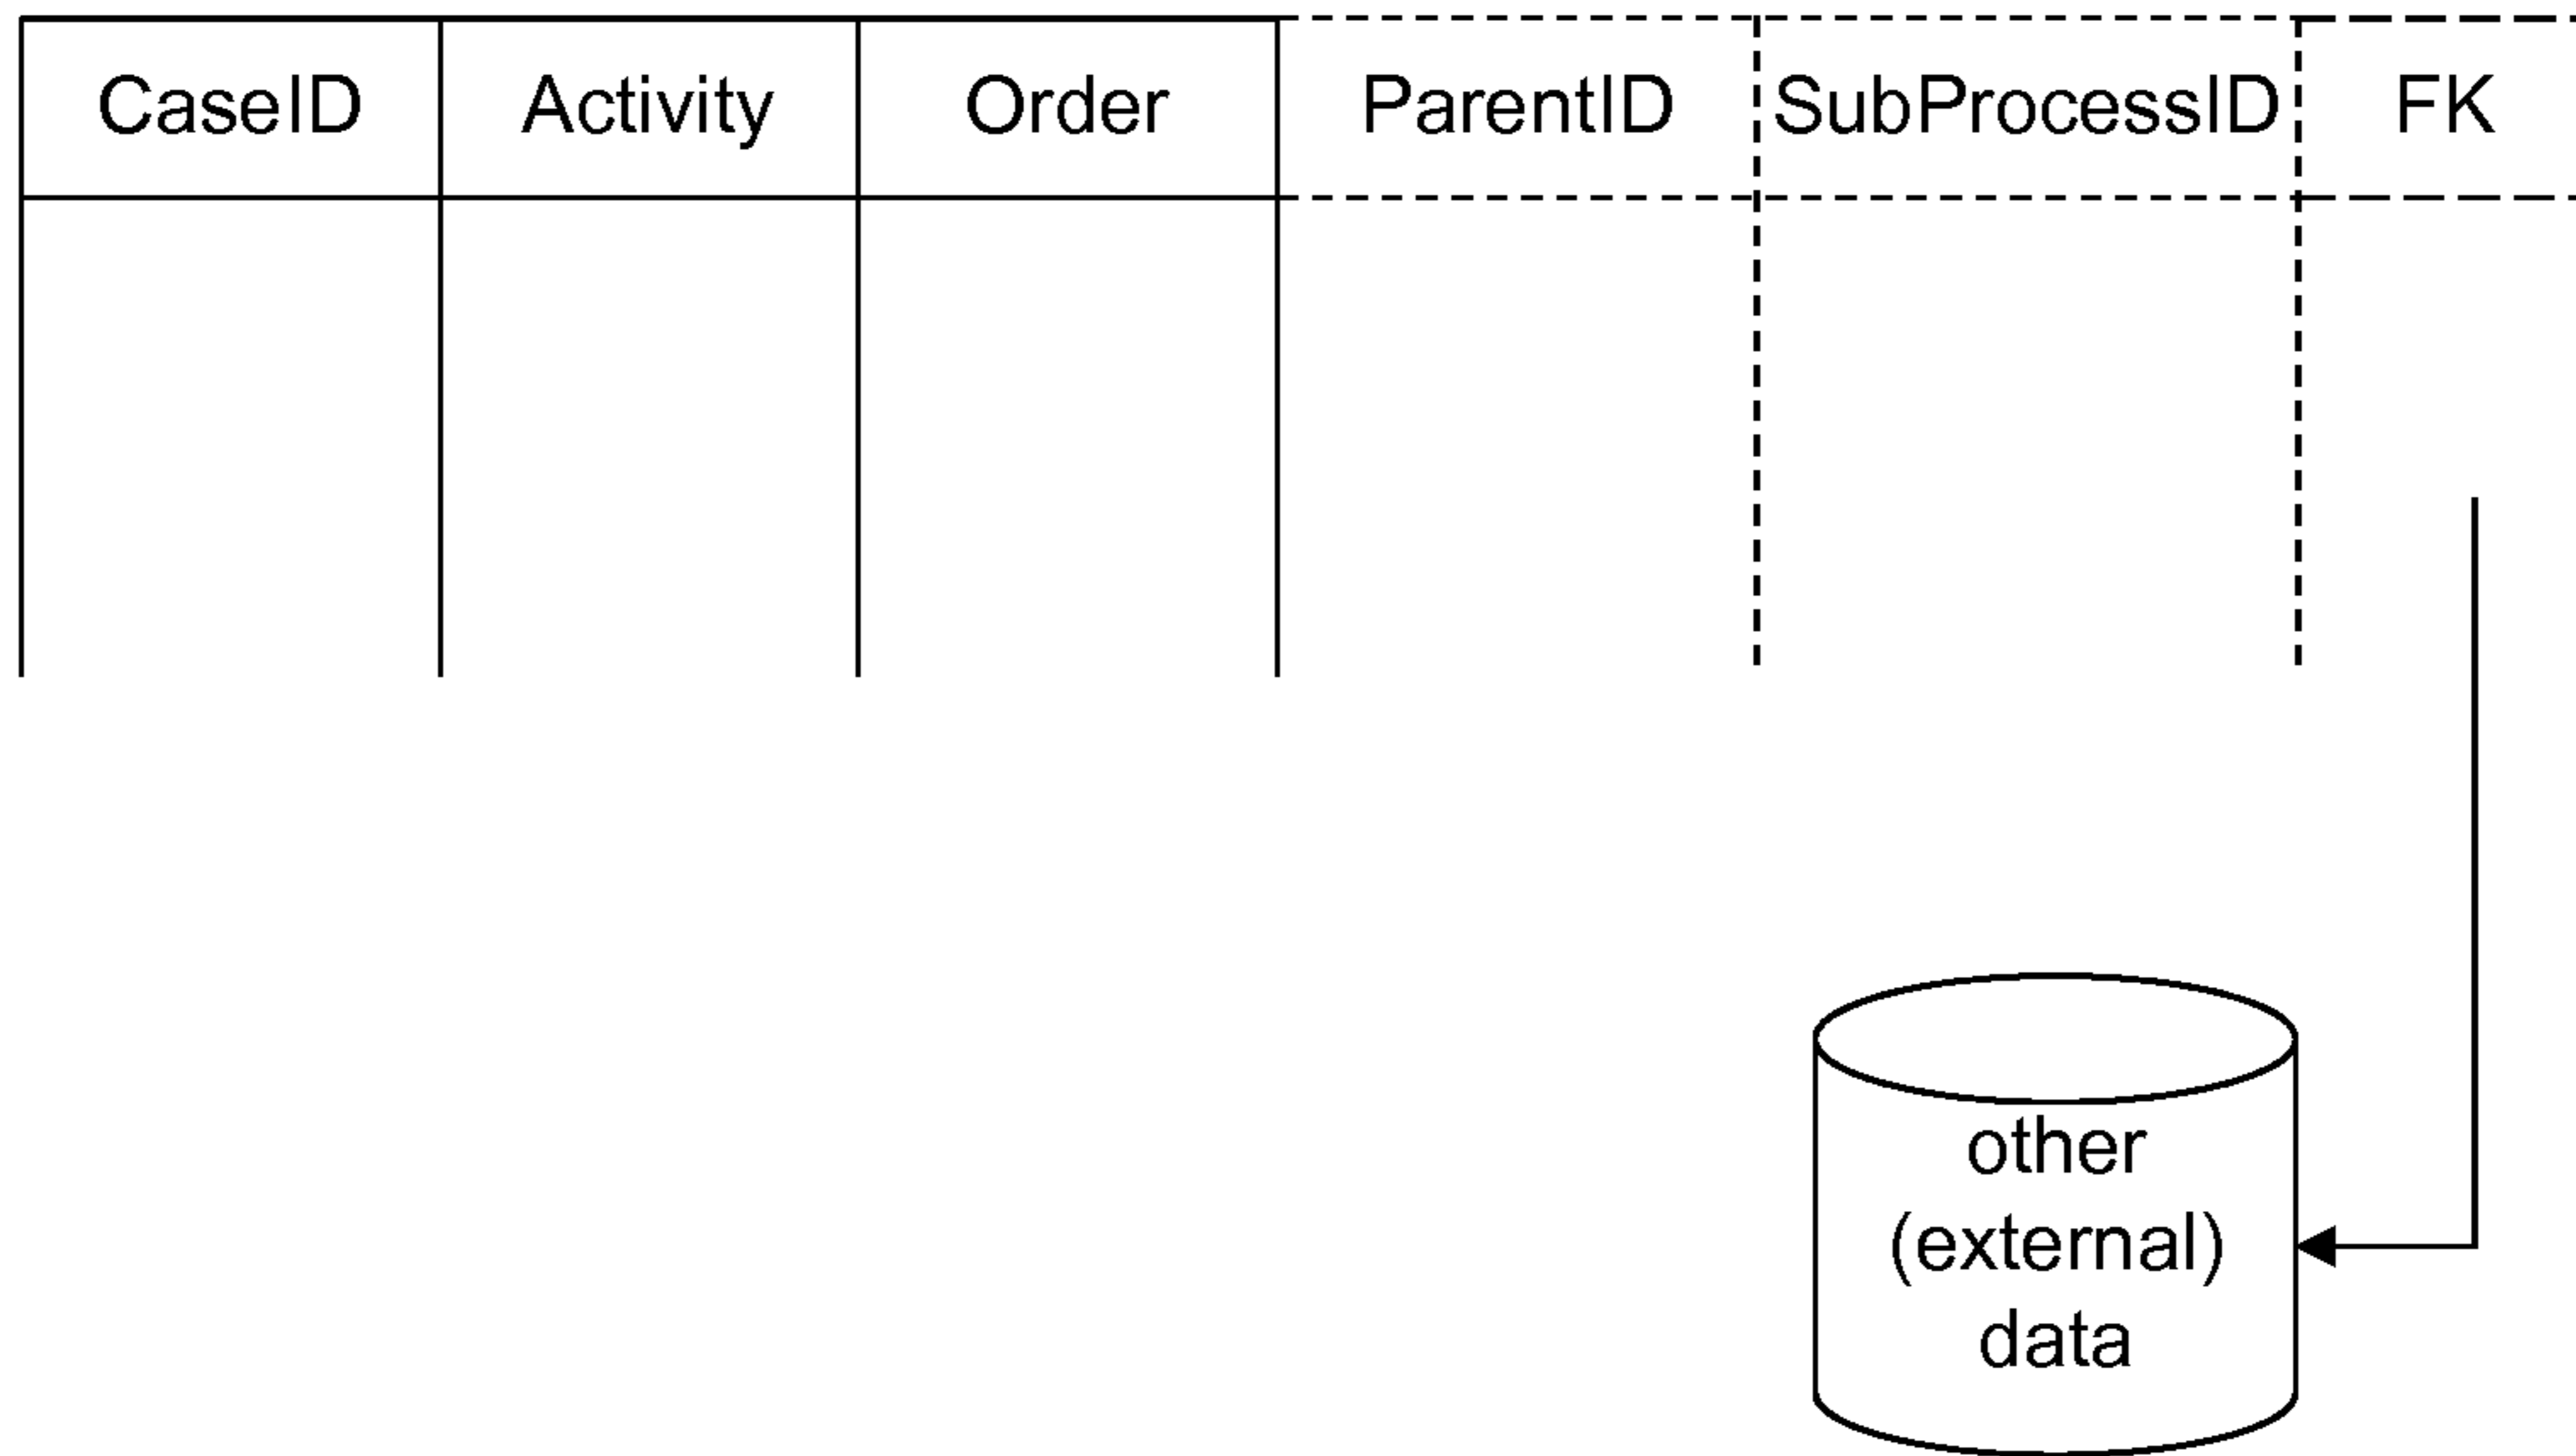 CaseID Activity Order ParentID SubProcessID FK
other
(external)
data